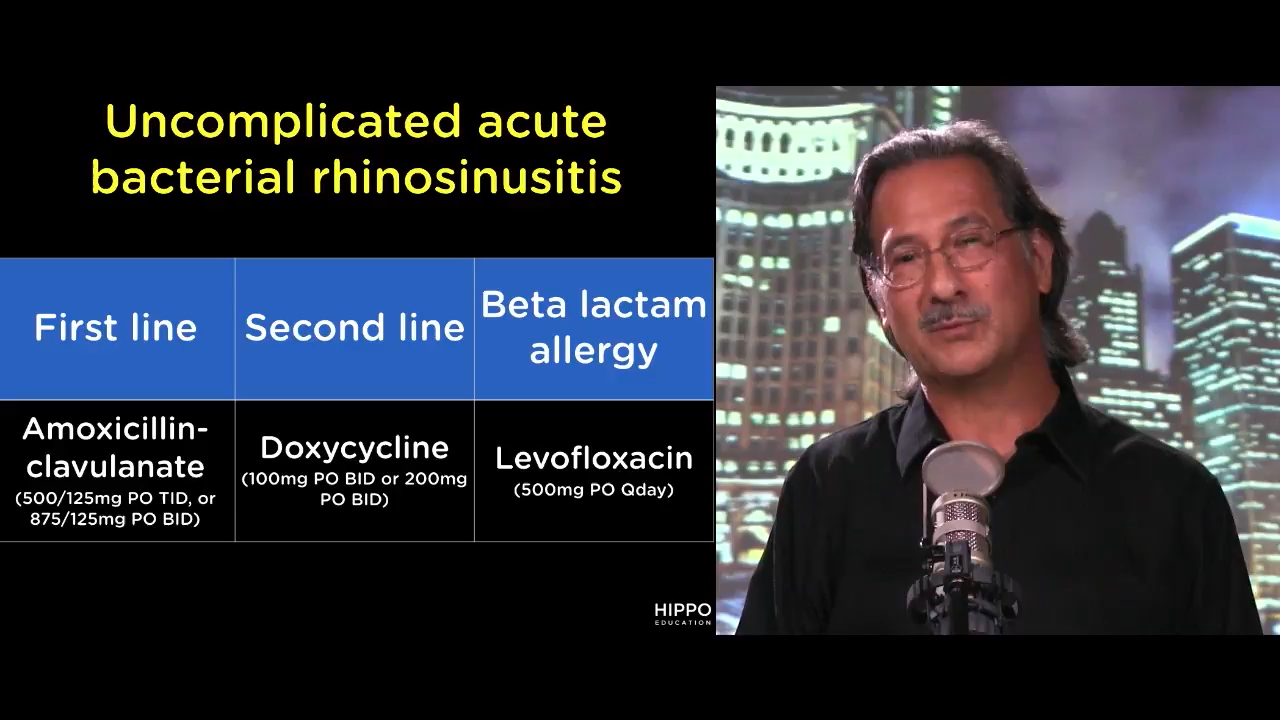 Uncomplicated acute
bacterial rhinosinusitis
First line
Second line
Beta lactam
allergy
Amoxicillin-
clavulanate
(500/125mg PO TID, or
875/125mg PO BID)
Doxycycline
(100mg PO BID or 200mg
PO BID)
Levofloxacin
(500mg PO Qday)
HIPPO
EDUCATION